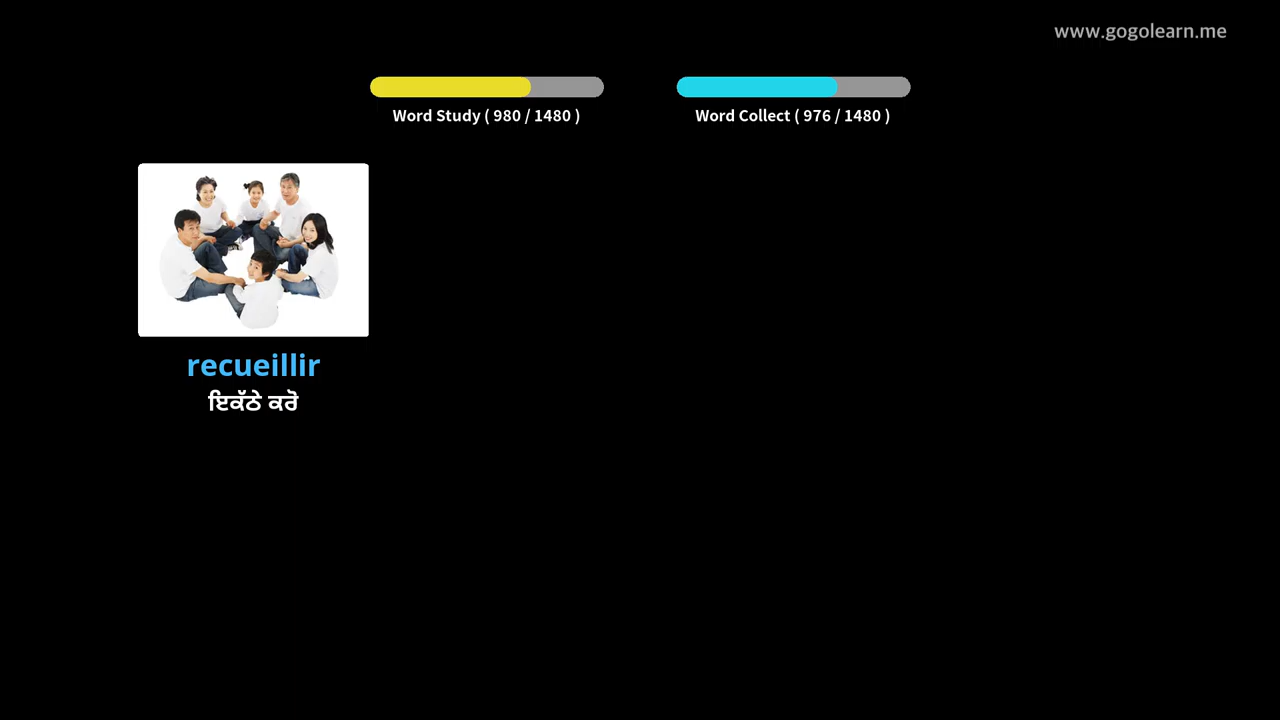 www.gogolearn.me
Word Study ( 980 / 1480 )
Word Collect ( 976 / 1480 )
recueillir
ਇਕੱਠੇ ਕਰੋ